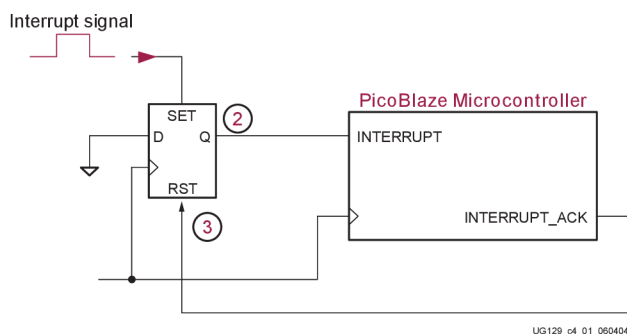 Interrupt signal
PicoBlaze Microcontroller
SET
2
D
Q
INTERRUPT
RST
3
INTERRUPT_ACK
UG129_c4_01_060404